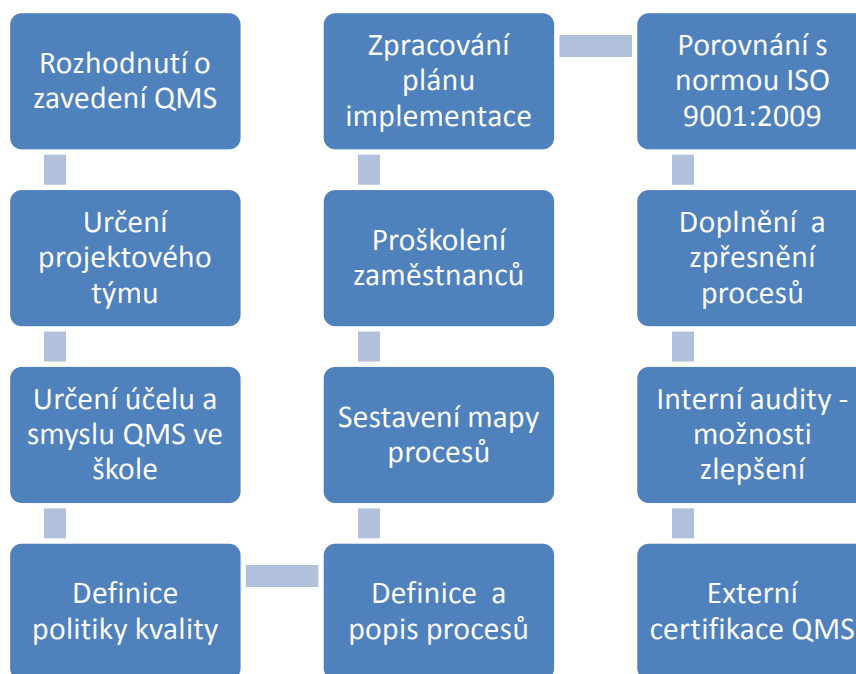 Rozhodnutí o
zavedení QMS
Určení
projektového
týmu
Určení účelu a
smyslu QMS ve
škole
Definice
politiky kvality
Definice a
popis procesů
Sestavení mapy
procesů
Proškolení
zaměstnanců
Zpracování
plánu
implementace
Porovnání s
normou ISO
9001:2009
Doplnění a
zpřesnění
procesů
Interní audity -
možnosti
zlepšení
Externí
certifikace QMS